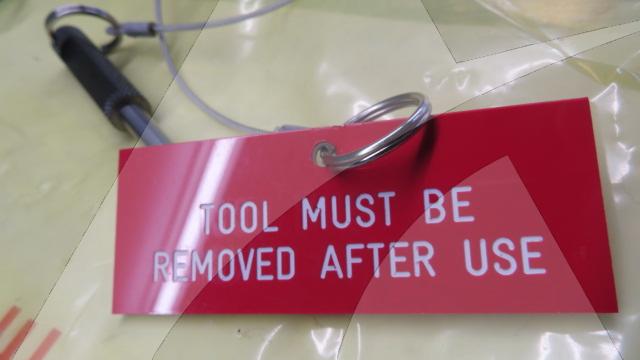 TOOL MUST BE
REMOVED AFTER USE